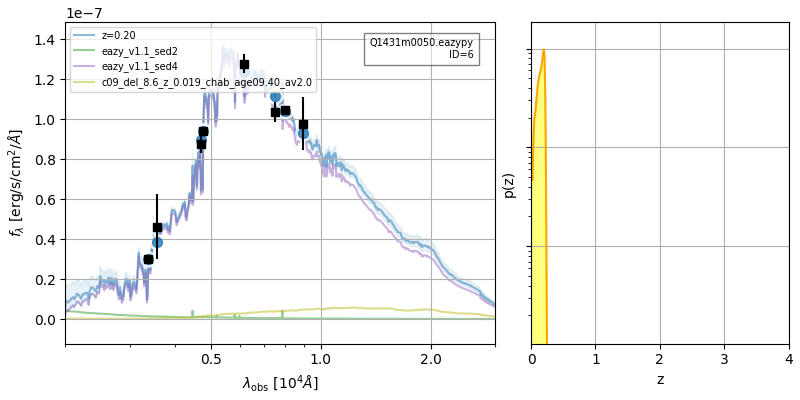 1e−7
z=0.20
eazy_v1.1_sed2
eazy_v1.1_sed4
c09_del_8.6_z_0.019_chab_age09.40_av2.0
Q1431m0050.eazypy
ID=6
1.4
1.2
1.0
0.8
0.6
0.4
0.2
0.0
fλ [erg/s/cm²/Å]
0.5
1.0
2.0
λobs [10⁴Å]
p(z)
0
1
2
3
4
z